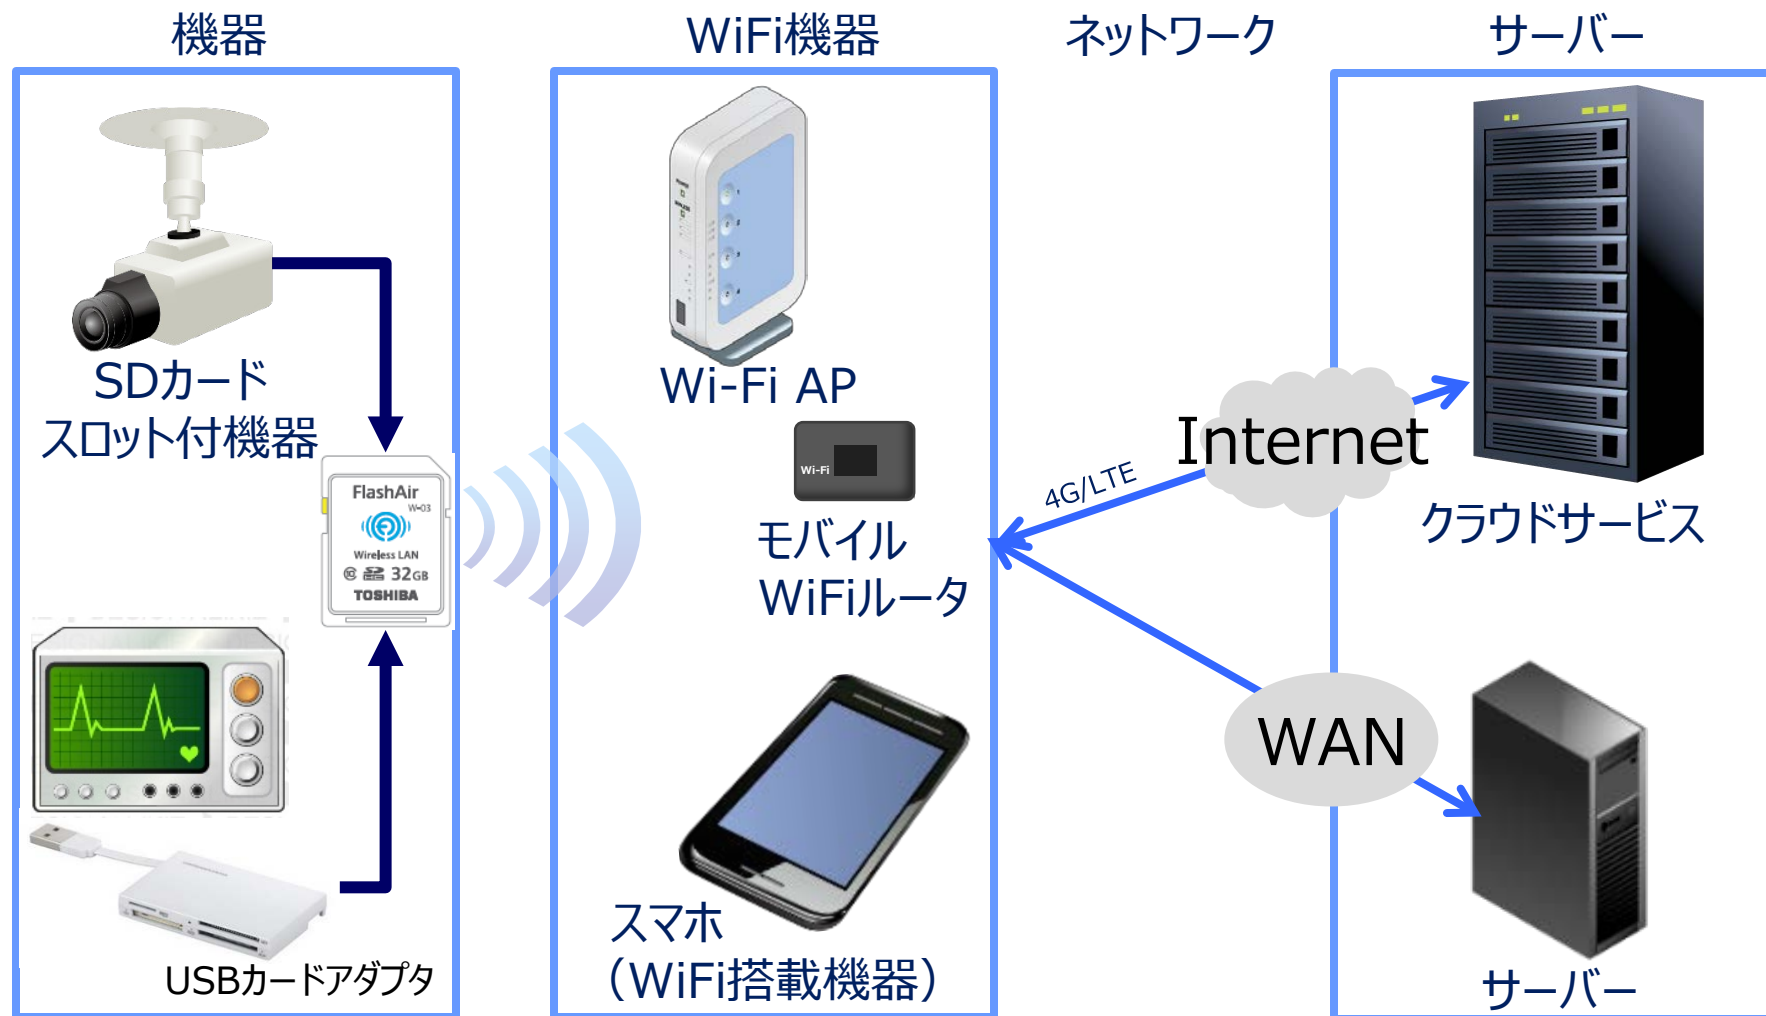 機器
WiFi機器
ネットワーク
サーバー
SDカード
スロット付機器
FlashAir
W-03
Wireless LAN
32GB
TOSHIBA
USBカードアダプタ
Wi-Fi AP
Wi-Fi
モバイル
WiFiルータ
スマホ
（WiFi搭載機器）
4G/LTE
Internet
WAN
クラウドサービス
サーバー